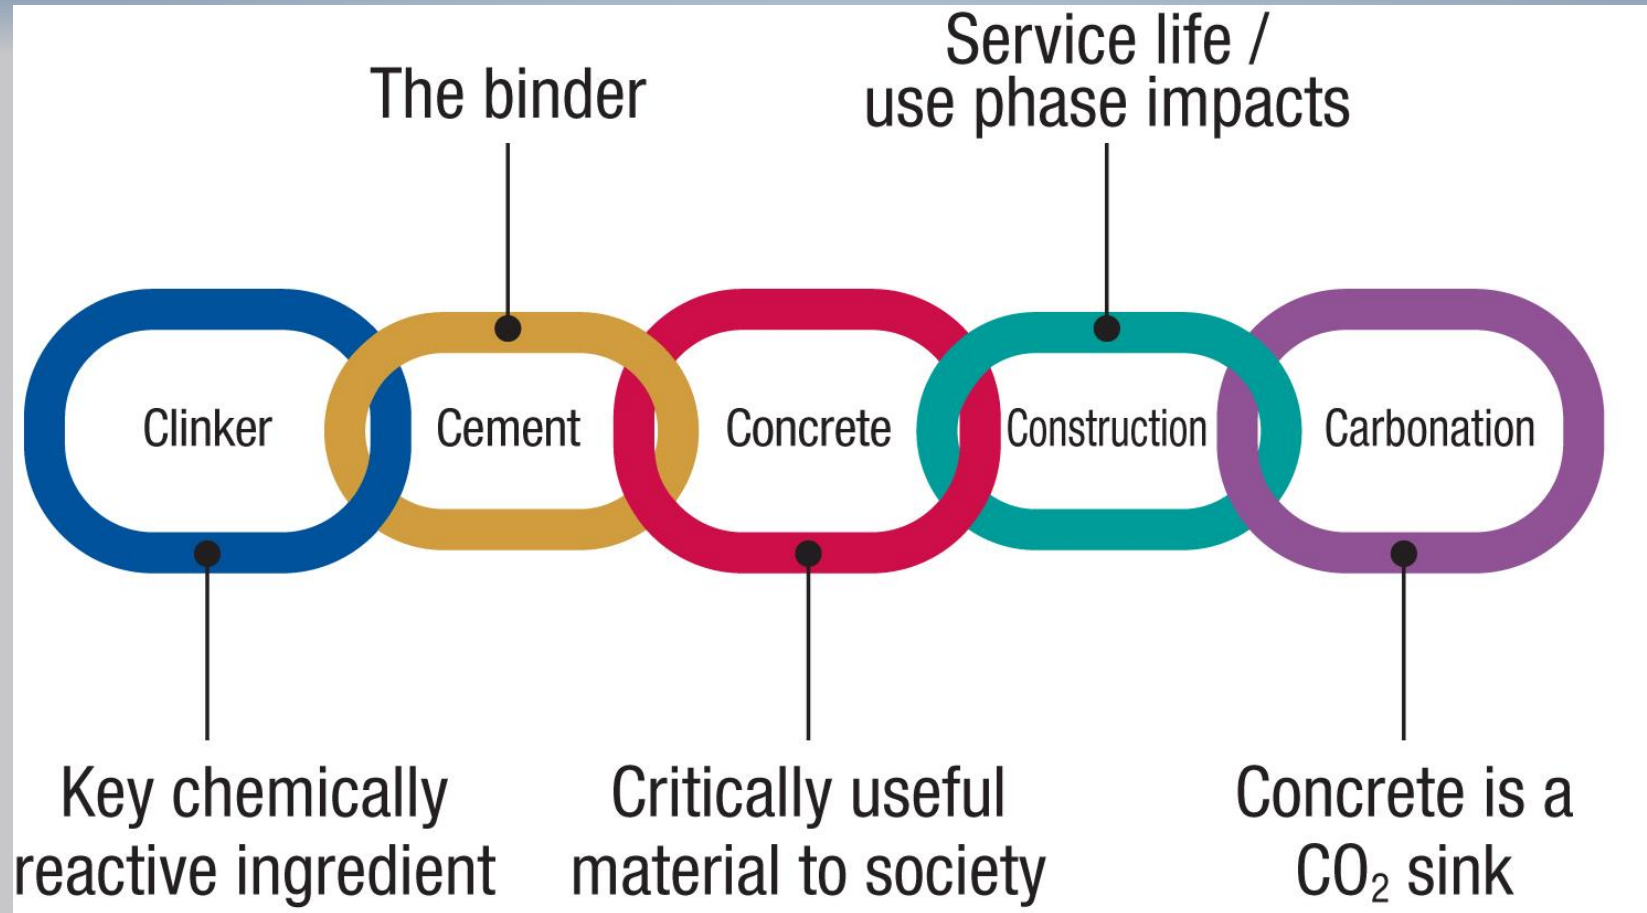 The binder
Service life /
use phase impacts
Clinker
Cement
Concrete
Construction
Carbonation
Key chemically
reactive ingredient
Critically useful
material to society
Concrete is a
CO₂ sink